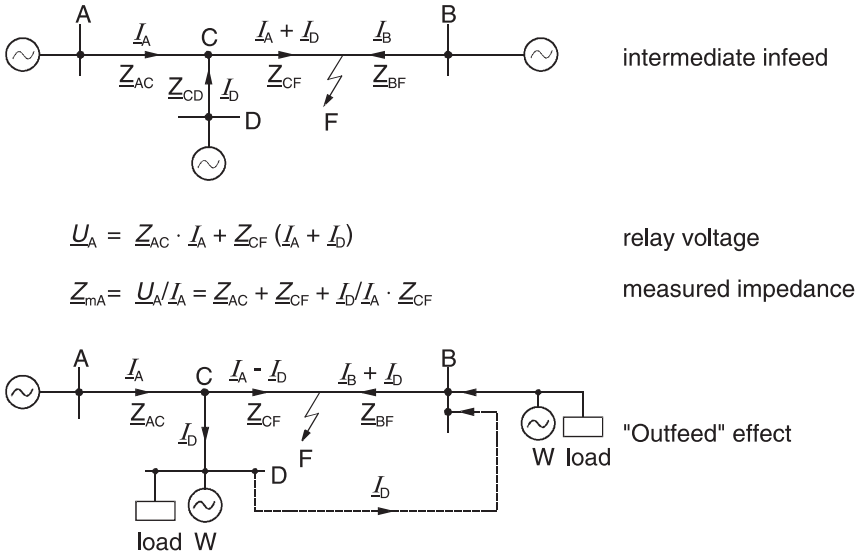 A I_A C I_A + I_D I_B B
Z_AC Z_CD I_D Z_CF Z_BF intermediate infeed
D F
U_A = Z_AC · I_A + Z_CF (I_A + I_D) relay voltage
Z_mA= U_A/I_A = Z_AC + Z_CF + I_D/I_A · Z_CF measured impedance
A I_A C I_A - I_D I_B + I_D B
Z_AC Z_CF Z_BF
I_D F "Outfeed" effect
D I_D W load
load W